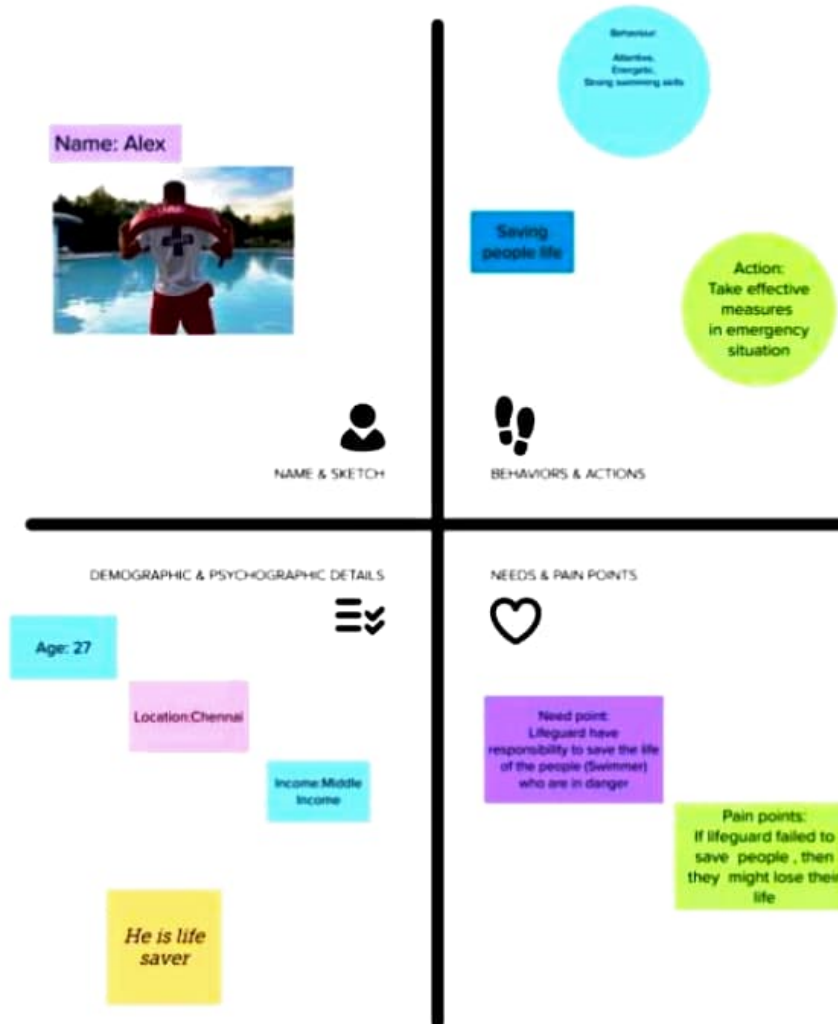 Name: Alex
NAME & SKETCH
Behaviour:
Attentive,
Energetic,
Strong swimming skills
Saving
people life
Action:
Take effective
measures
in emergency
situation
BEHAVIORS & ACTIONS
DEMOGRAPHIC & PSYCHOGRAPHIC DETAILS
Age: 27
Location:Chennai
Income:Middle
Income
He is life
saver
NEEDS & PAIN POINTS
Need point:
Lifeguard have
responsibility to save the life
of the people (Swimmer)
who are in danger
Pain points:
If lifeguard failed to
save people , then
they might lose their
life